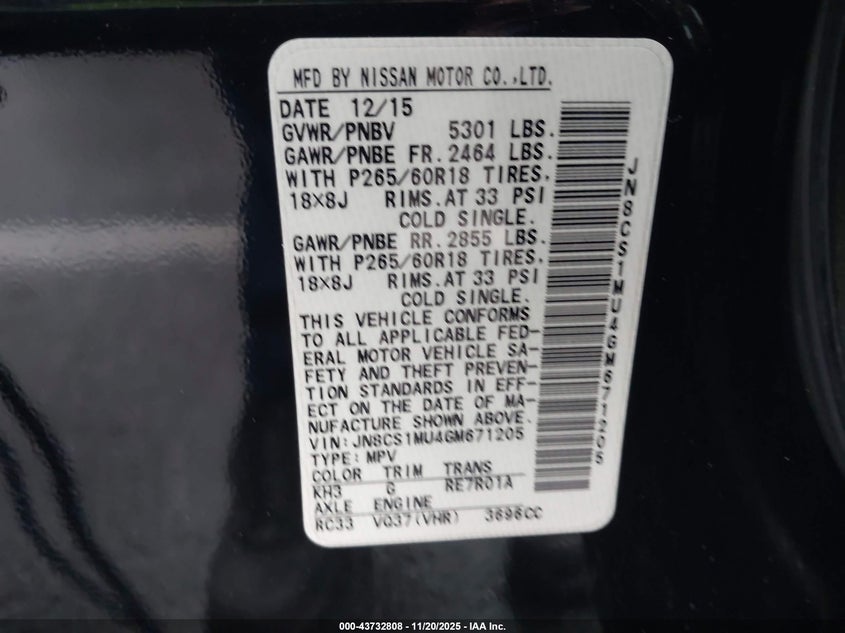 MFD BY NISSAN MOTOR CO.,LTD.
DATE 12/15
GVWR/PNBV 5301 LBS.
GAWR/PNBE FR. 2464 LBS.
WITH P265/60R18 TIRES.
18X8J RIMS.AT 33 PSI
COLD SINGLE.
GAWR/PNBE RR. 2855 LBS.
WITH P265/60R18 TIRES.
18X8J RIMS.AT 33 PSI
COLD SINGLE.
THIS VEHICLE CONFORMS
TO ALL APPLICABLE FED-
ERAL MOTOR VEHICLE SA-
FETY AND THEFT PREVEN-
TION STANDARDS IN EFF-
ECT ON THE DATE OF MA-
NUFACTURE SHOWN ABOVE.
VIN:JN8CS1MU4GM671205
TYPE:MPV
COLOR TRIM TRANS
KH3 G RE7R01A
AXLE ENGINE
RC33 VQ37(VHR) 3696CC
JN8CS1MU4GM671205
000-43732808 - 11/20/2025 - IAA Inc.